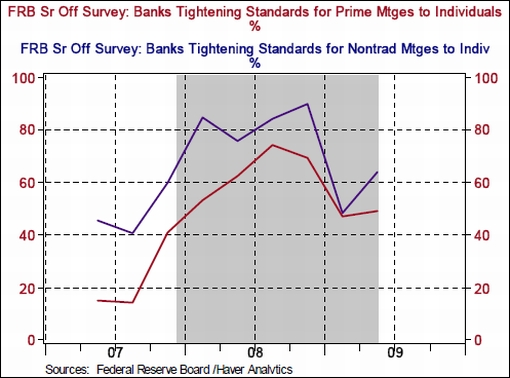 FRB Sr Off Survey: Banks Tightening Standards for Prime Mtges to Individuals
%
FRB Sr Off Survey: Banks Tightening Standards for Nontrad Mtges to Indiv
%
100 100
80 80
60 60
40 40
20 20
0 0
07 08 09
Sources: Federal Reserve Board /Haver Analytics